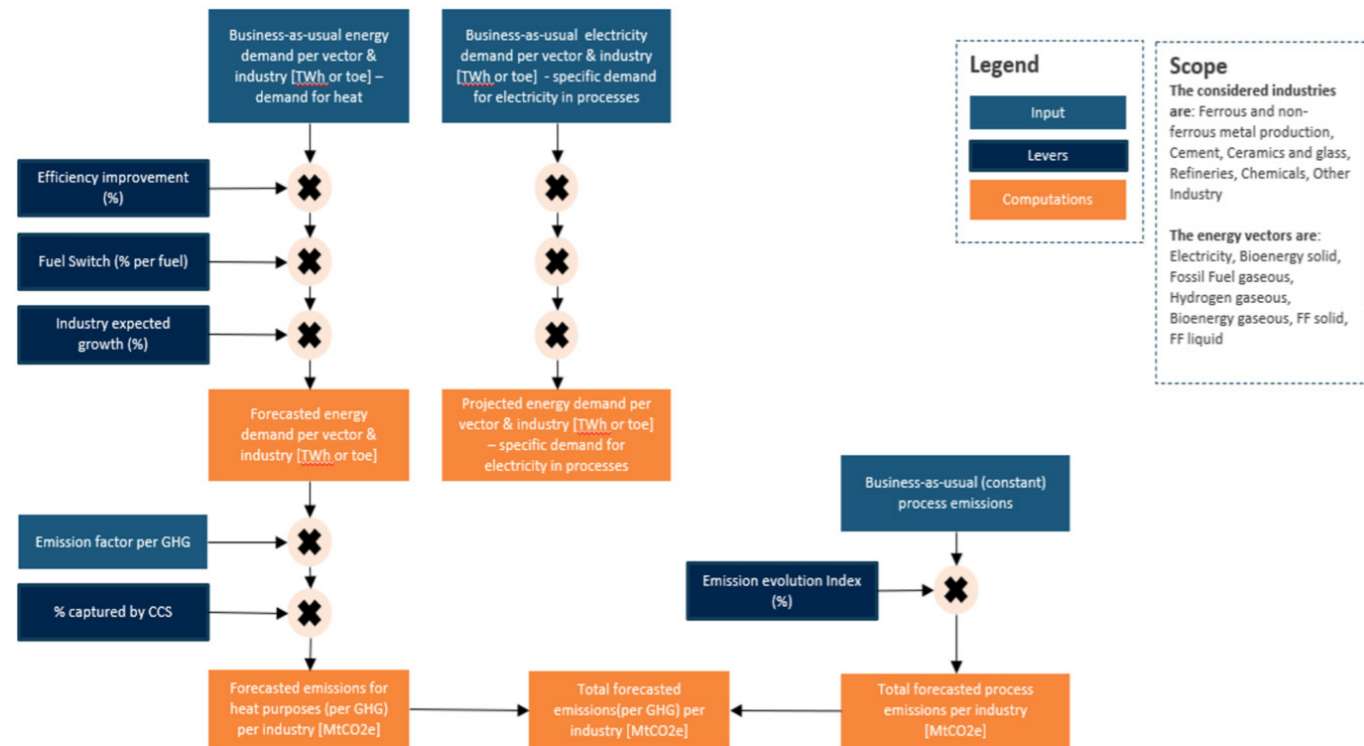 Business-as-usual energy
demand per vector &
industry [TWh or toe] –
demand for heat
Business-as-usual electricity
demand per vector & industry
[TWh or toe] - specific demand
for electricity in processes
Efficiency improvement
(%)
Fuel Switch (% per fuel)
Industry expected
growth (%)
Forecasted energy
demand per vector &
industry [TWh or toe]
Projected energy demand per
vector & industry [TWh or toe]
– specific demand for
electricity in processes
Emission factor per GHG
% captured by CCS
Business-as-usual (constant)
process emissions
Emission evolution Index
(%)
Forecasted emissions for
heat purposes (per GHG)
per industry [MtCO2e]
Total forecasted
emissions(per GHG) per
industry [MtCO2e]
Total forecasted process
emissions per industry
[MtCO2e]
Legend
Input
Levers
Computations
Scope
The considered industries
are: Ferrous and non-
ferrous metal production,
Cement, Ceramics and glass,
Refineries, Chemicals, Other
Industry
The energy vectors are:
Electricity, Bioenergy solid,
Fossil Fuel gaseous,
Hydrogen gaseous,
Bioenergy gaseous, FF solid,
FF liquid